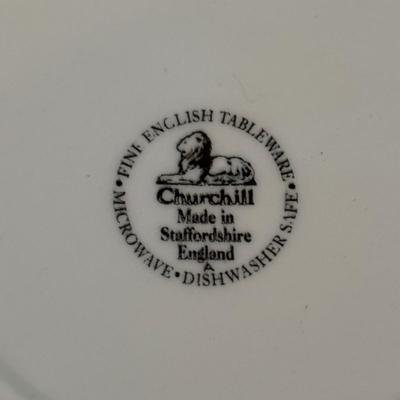 • FINE ENGLISH TABLEWARE •
Churchill
Made in
Staffordshire
England
A
MICROWAVE • DISHWASHER SAFE